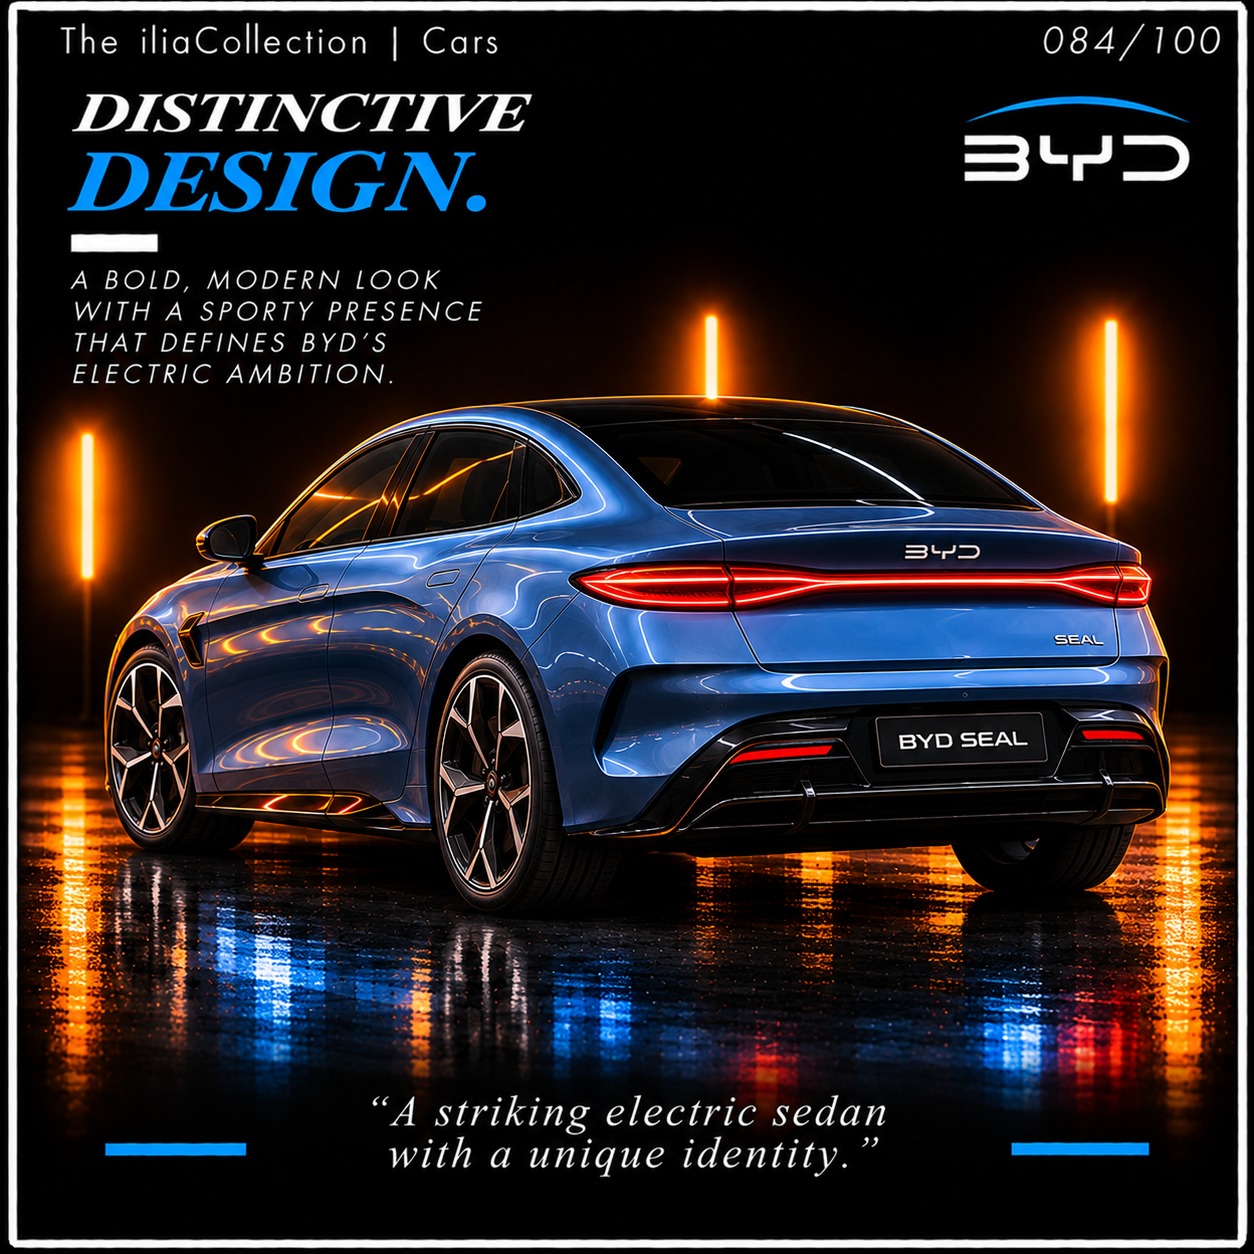 The iliaCollection | Cars
084/100
DISTINCTIVE
DESIGN.
BYD
A BOLD, MODERN LOOK
WITH A SPORTY PRESENCE
THAT DEFINES BYD’S
ELECTRIC AMBITION.
BYD
SEAL
BYD SEAL
“A striking electric sedan
with a unique identity.”